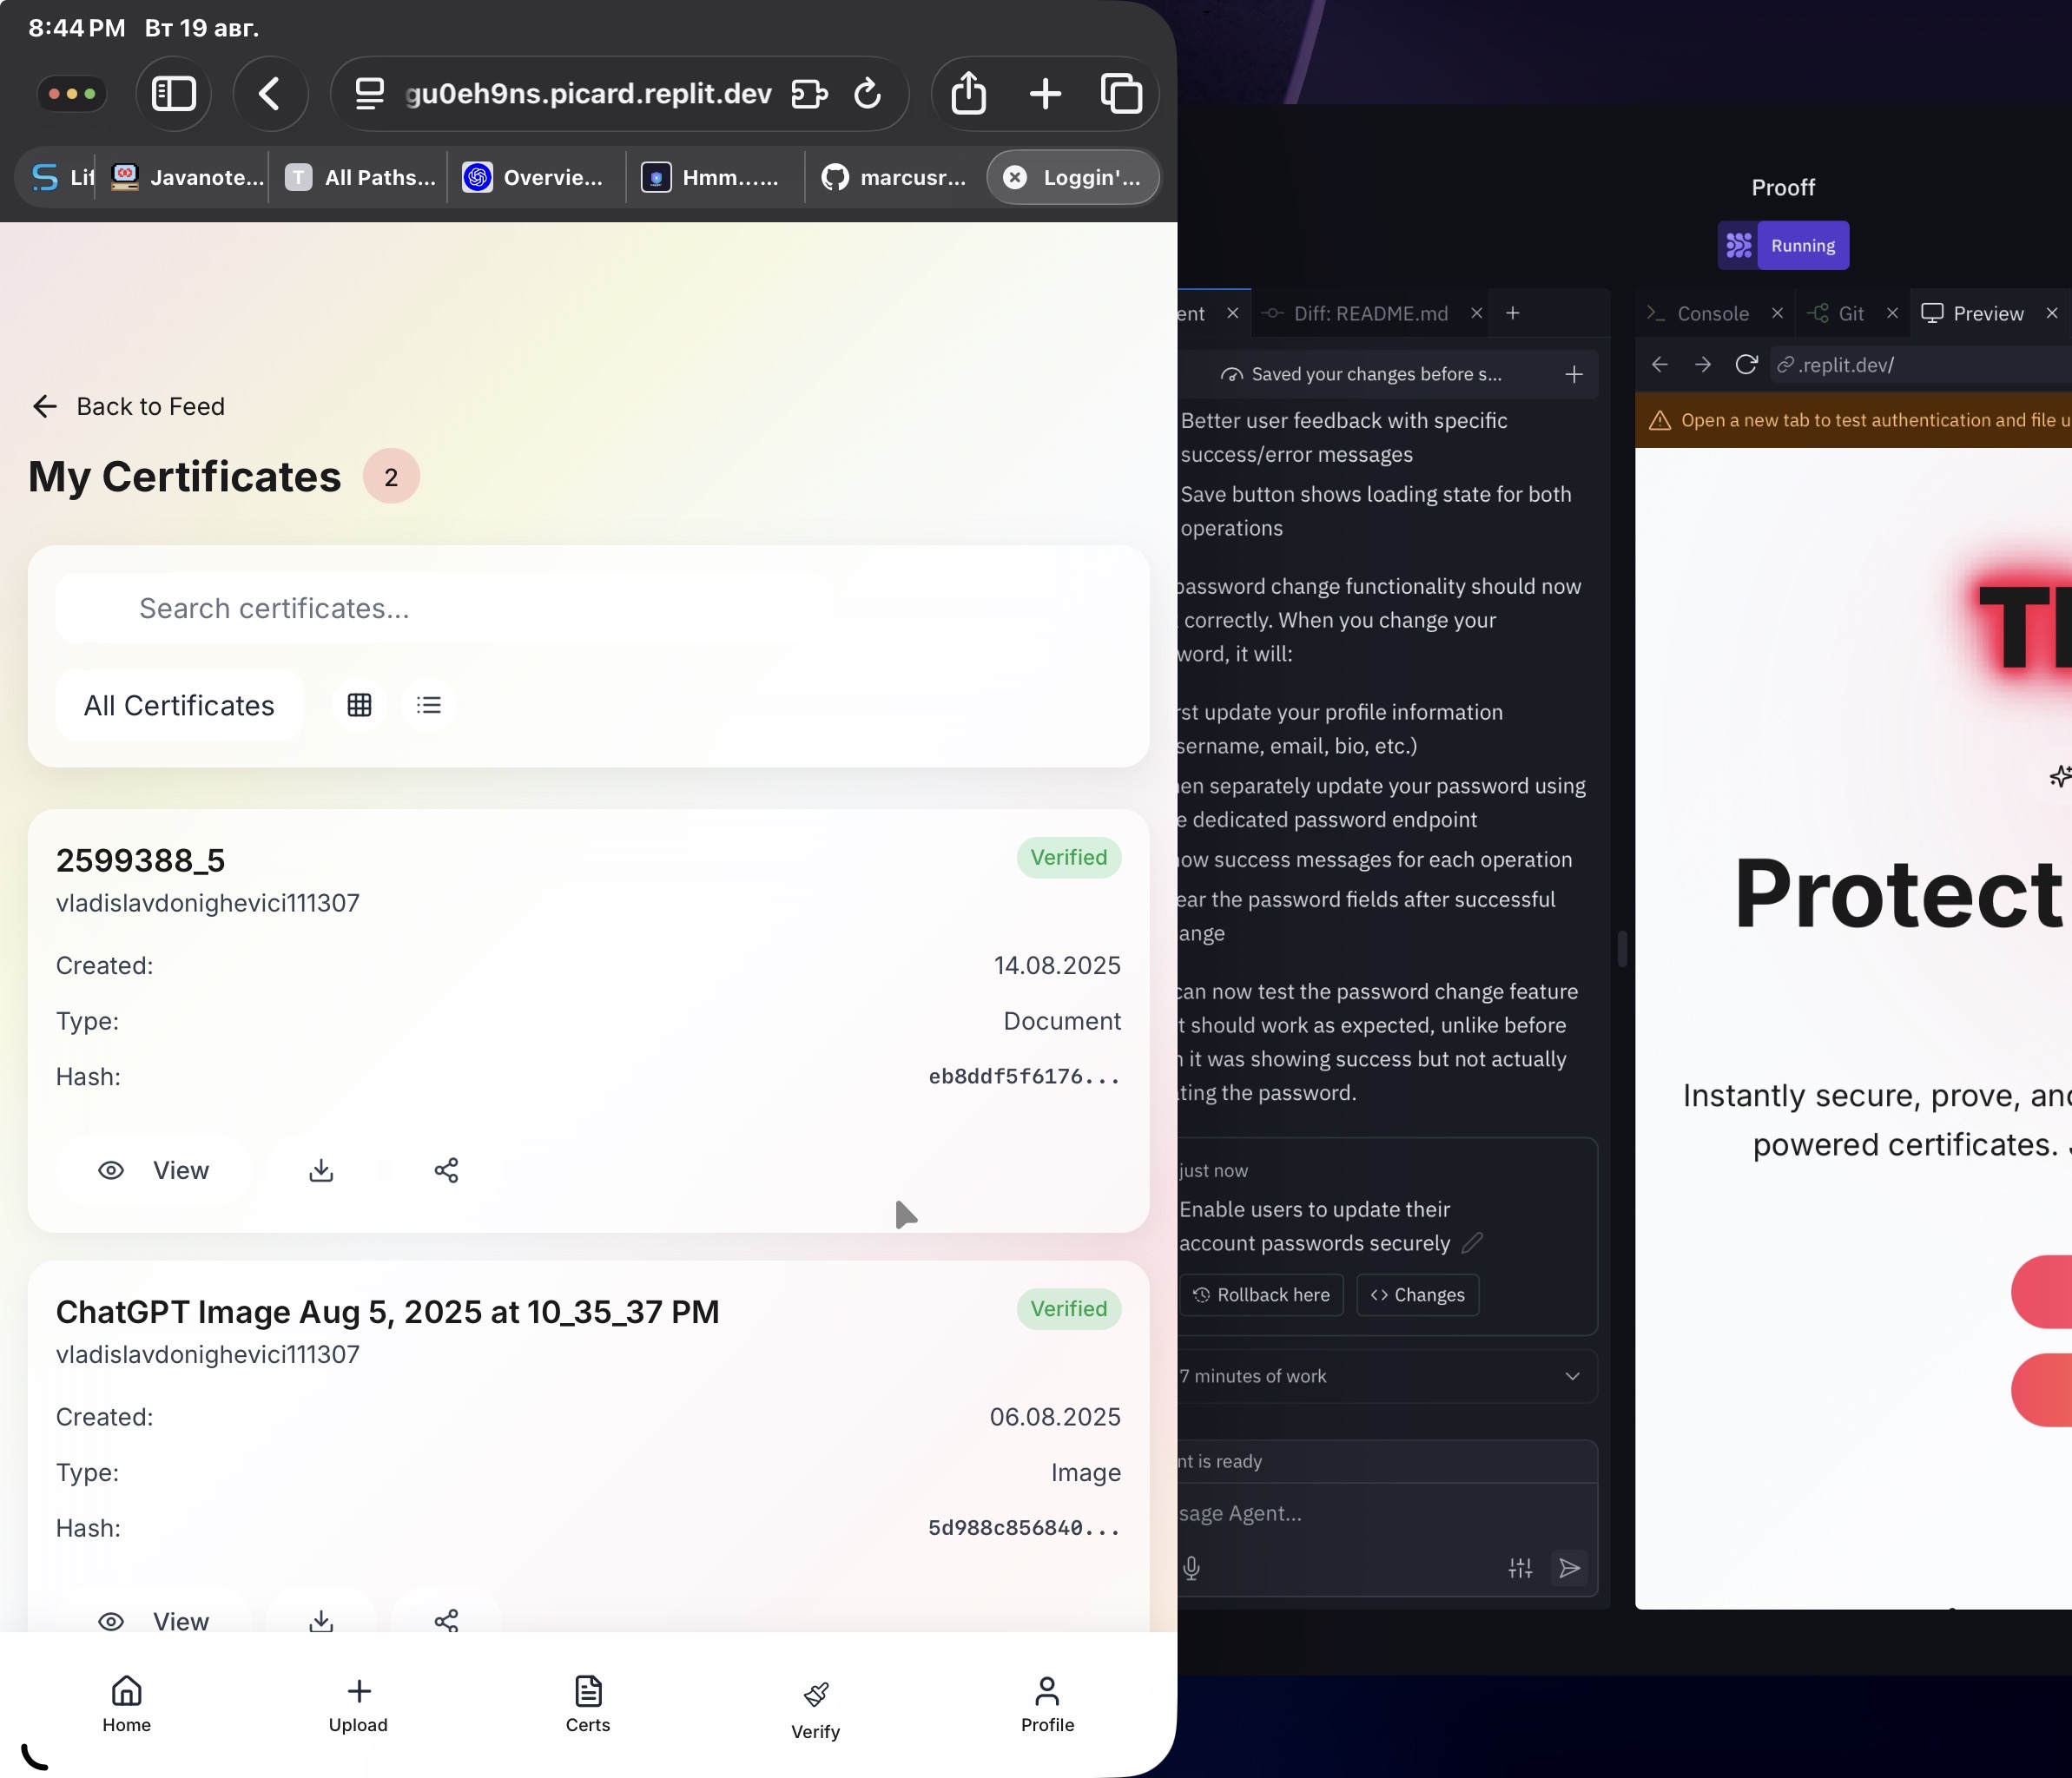 8:44 PM Вт 19 авг.
gu0eh9ns.picard.replit.dev
Javanote...
All Paths...
Overvie...
Hmm......
marcusr...
Loggin'...
Back to Feed
My Certificates 2
Search certificates...
All Certificates
2599388_5 Verified
vladislavdonighevici111307
Created: 14.08.2025
Type: Document
Hash: eb8ddf5f6176...
View
ChatGPT Image Aug 5, 2025 at 10_35_37 PM Verified
vladislavdonighevici111307
Created: 06.08.2025
Type: Image
Hash: 5d988c856840...
View
Home Upload Certs Verify Profile
Prooff
Running
ent Diff: README.md
Saved your changes before s...
Better user feedback with specific
success/error messages
Save button shows loading state for both
operations
password change functionality should now
correctly. When you change your
word, it will:
rst update your profile information
sername, email, bio, etc.)
en separately update your password using
e dedicated password endpoint
ow success messages for each operation
ear the password fields after successful
ange
can now test the password change feature
t should work as expected, unlike before
it was showing success but not actually
ting the password.
just now
Enable users to update their
account passwords securely
Rollback here Changes
7 minutes of work
nt is ready
sage Agent...
Console Git Preview
.replit.dev/
Open a new tab to test authentication and file u
Protect
Instantly secure, prove, and
powered certificates.